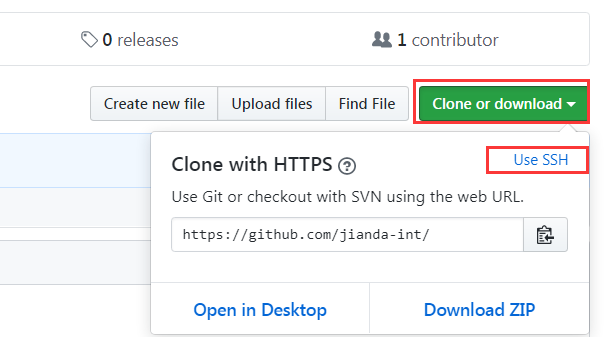 0 releases
1 contributor
Create new file
Upload files
Find File
Clone or download
Clone with HTTPS
Use SSH
Use Git or checkout with SVN using the web URL.
https://github.com/jianda-int/
Open in Desktop
Download ZIP